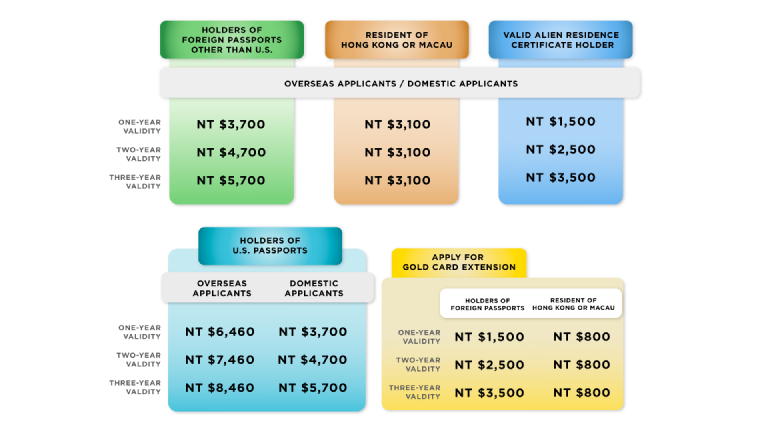 HOLDERS OF
FOREIGN PASSPORTS
OTHER THAN U.S.
RESIDENT OF
HONG KONG OR MACAU
VALID ALIEN RESIDENCE
CERTIFICATE HOLDER
OVERSEAS APPLICANTS / DOMESTIC APPLICANTS
ONE-YEAR
VALIDITY
NT $3,700
NT $3,100
NT $1,500
TWO-YEAR
VALIDITY
NT $4,700
NT $3,100
NT $2,500
THREE-YEAR
VALIDITY
NT $5,700
NT $3,100
NT $3,500
HOLDERS OF
U.S. PASSPORTS
OVERSEAS
APPLICANTS
DOMESTIC
APPLICANTS
ONE-YEAR
VALIDITY
NT $6,460
NT $3,700
TWO-YEAR
VALIDITY
NT $7,460
NT $4,700
THREE-YEAR
VALDITY
NT $8,460
NT $5,700
APPLY FOR
GOLD CARD EXTENSION
HOLDERS OF
FOREIGN PASSPORTS
RESIDENT OF
HONG KONG OR MACAU
ONE-YEAR
VALIDITY
NT $1,500
NT $800
TWO-YEAR
VALIDITY
NT $2,500
NT $800
THREE-YEAR
VALIDITY
NT $3,500
NT $800